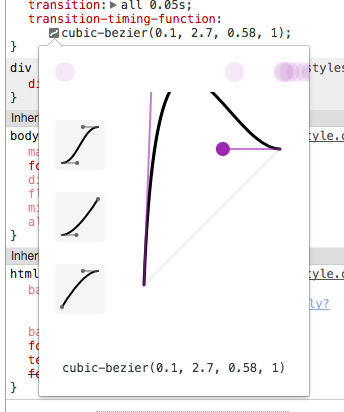 transition: ▶ all 0.05s;
transition-timing-function:
cubic-bezier(0.1, 2.7, 0.58, 1);
}
div
styles
di
}
Inher
body
tyle.c
ma
fo
di
fl
mi
al
}
Inher
html
tyle.c
ba
ly?
ba
fo
te
fe
}
cubic-bezier(0.1, 2.7, 0.58, 1)